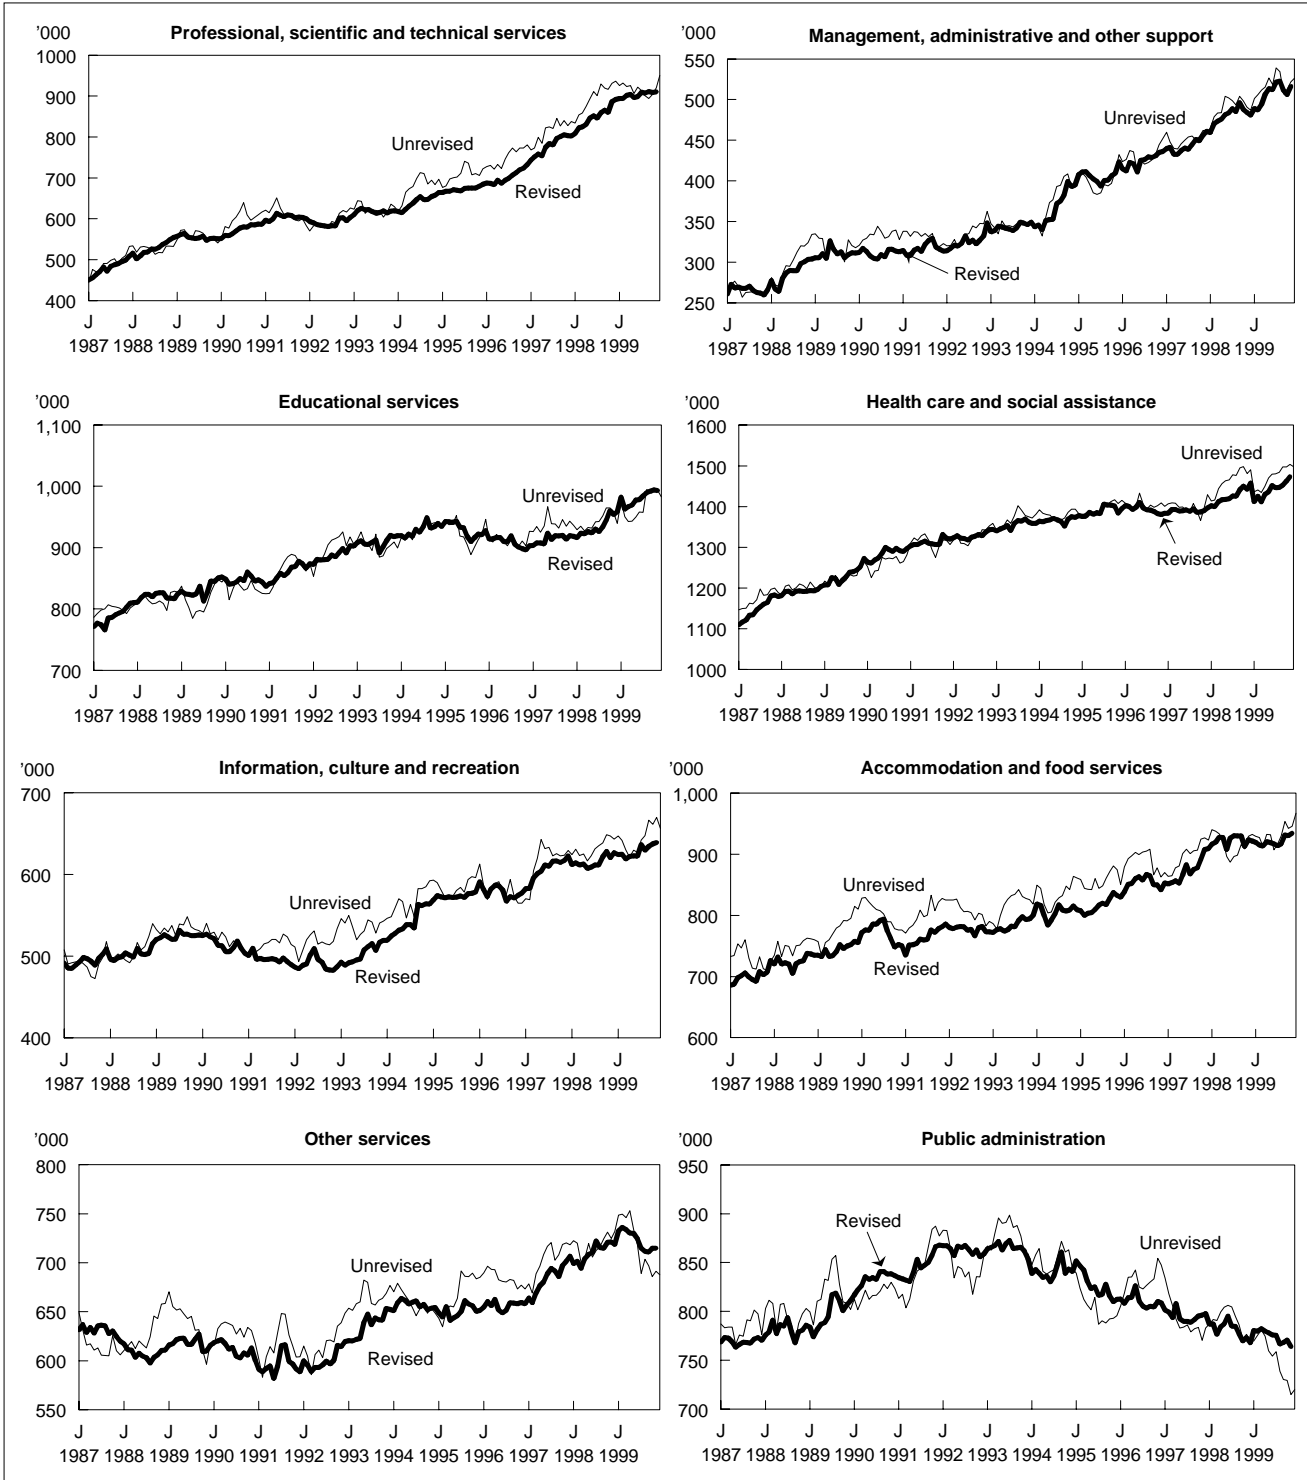 ’000 Professional, scientific and technical services
1000
900
800
700
600
500
400
Unrevised
Revised
J J J J J J J J J J J J J
1987 1988 1989 1990 1991 1992 1993 1994 1995 1996 1997 1998 1999
’000 Management, administrative and other support
550
500
450
400
350
300
250
Unrevised
Revised
J J J J J J J J J J J J J
1987 1988 1989 1990 1991 1992 1993 1994 1995 1996 1997 1998 1999
’000 Educational services
1,100
1,000
900
800
700
Unrevised
Revised
J J J J J J J J J J J J J
1987 1988 1989 1990 1991 1992 1993 1994 1995 1996 1997 1998 1999
’000 Health care and social assistance
1600
1500
1400
1300
1200
1100
1000
Unrevised
Revised
J J J J J J J J J J J J J
1987 1988 1989 1990 1991 1992 1993 1994 1995 1996 1997 1998 1999
’000 Information, culture and recreation
700
600
500
400
Unrevised
Revised
J J J J J J J J J J J J J
1987 1988 1989 1990 1991 1992 1993 1994 1995 1996 1997 1998 1999
’000 Accommodation and food services
1,000
900
800
700
600
Unrevised
Revised
J J J J J J J J J J J J J
1987 1988 1989 1990 1991 1992 1993 1994 1995 1996 1997 1998 1999
’000 Other services
800
750
700
650
600
550
Unrevised
Revised
J J J J J J J J J J J J J
1987 1988 1989 1990 1991 1992 1993 1994 1995 1996 1997 1998 1999
’000 Public administration
950
900
850
800
750
700
Revised
Unrevised
J J J J J J J J J J J J J
1987 1988 1989 1990 1991 1992 1993 1994 1995 1996 1997 1998 1999